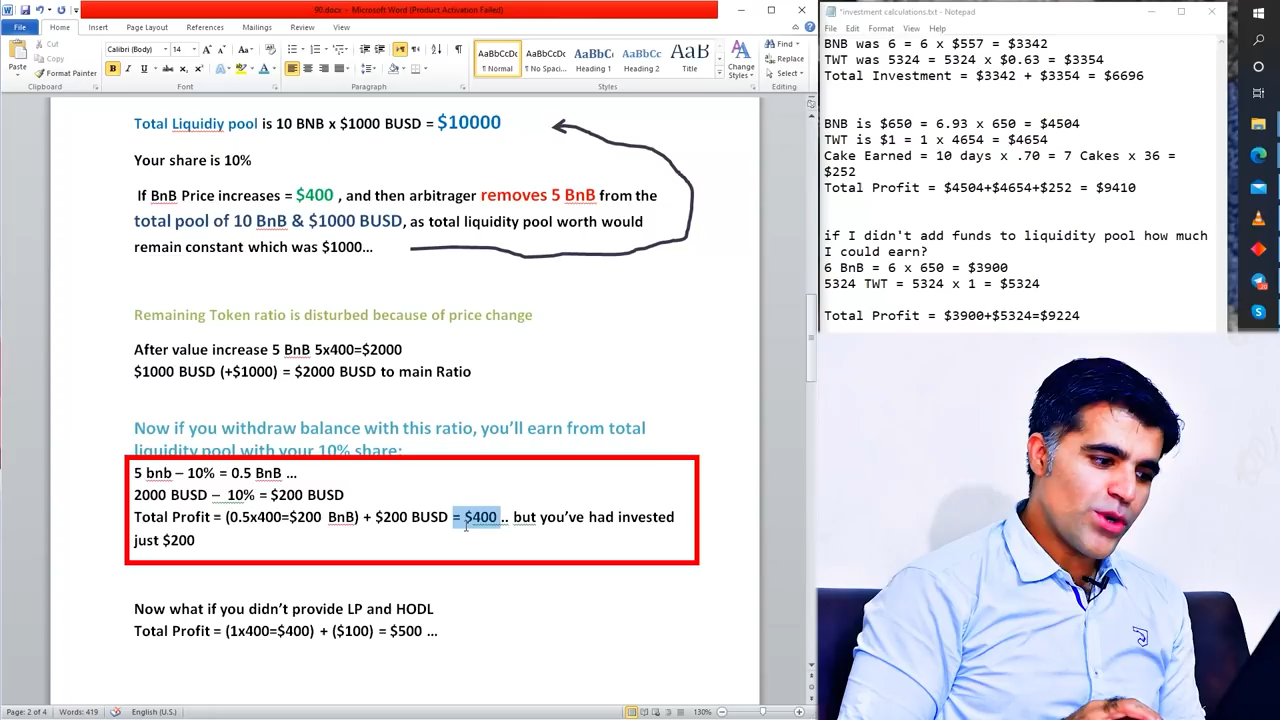 90.docx - Microsoft Word (Product Activation Failed)
File Home Insert Page Layout References Mailings Review View
Paste
Cut
Copy
Format Painter
Clipboard
Calibri (Body) 14
Font
Paragraph
AaBbCcDc AaBbCcDc AaBbCc AaBbCc AaB
¶ Normal ¶ No Spaci... Heading 1 Heading 2 Title
Change Styles
Styles
Find
Replace
Select
Editing
Total Liquidiy pool is 10 BNB x $1000 BUSD = $10000
Your share is 10%
If BnB Price increases = $400 , and then arbitrager removes 5 BnB from the
total pool of 10 BnB & $1000 BUSD, as total liquidity pool worth would
remain constant which was $1000...
Remaining Token ratio is disturbed because of price change
After value increase 5 BnB 5x400=$2000
$1000 BUSD (+$1000) = $2000 BUSD to main Ratio
Now if you withdraw balance with this ratio, you'll earn from total
liquidity pool with your 10% share:
5 bnb – 10% = 0.5 BnB ...
2000 BUSD – 10% = $200 BUSD
Total Profit = (0.5x400=$200 BnB) + $200 BUSD = $400 .. but you've had invested
just $200
Now what if you didn't provide LP and HODL
Total Profit = (1x400=$400) + ($100) = $500 ...
Page: 2 of 4 Words: 419 English (U.S.) 130%
*investment calculations.txt - Notepad
File Edit Format View Help
BNB was 6 = 6 x $557 = $3342
TWT was 5324 = 5324 x $0.63 = $3354
Total Investment = $3342 + $3354 = $6696
BNB is $650 = 6.93 x 650 = $4504
TWT is $1 = 1 x 4654 = $4654
Cake Earned = 10 days x .70 = 7 Cakes x 36 =
$252
Total Profit = $4504+$4654+$252 = $9410
if I didn't add funds to liquidity pool how much
I could earn?
6 BnB = 6 x 650 = $3900
5324 TWT = 5324 x 1 = $5324
Total Profit = $3900+$5324=$9224